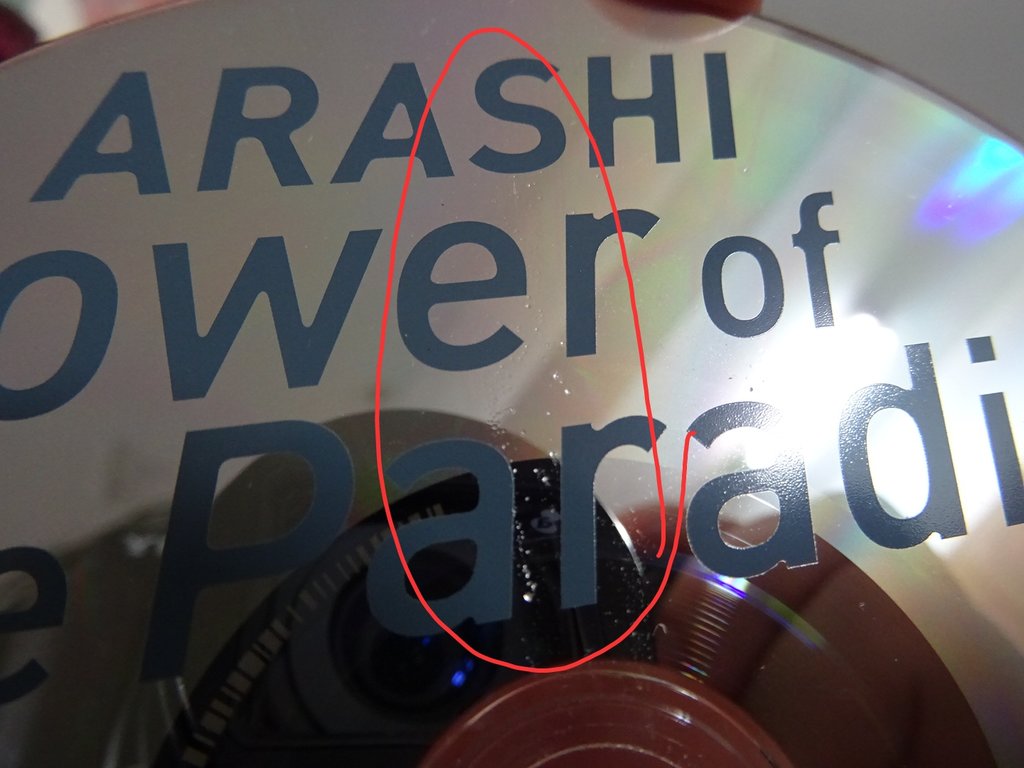 ARASHI
ower of
e Paradi